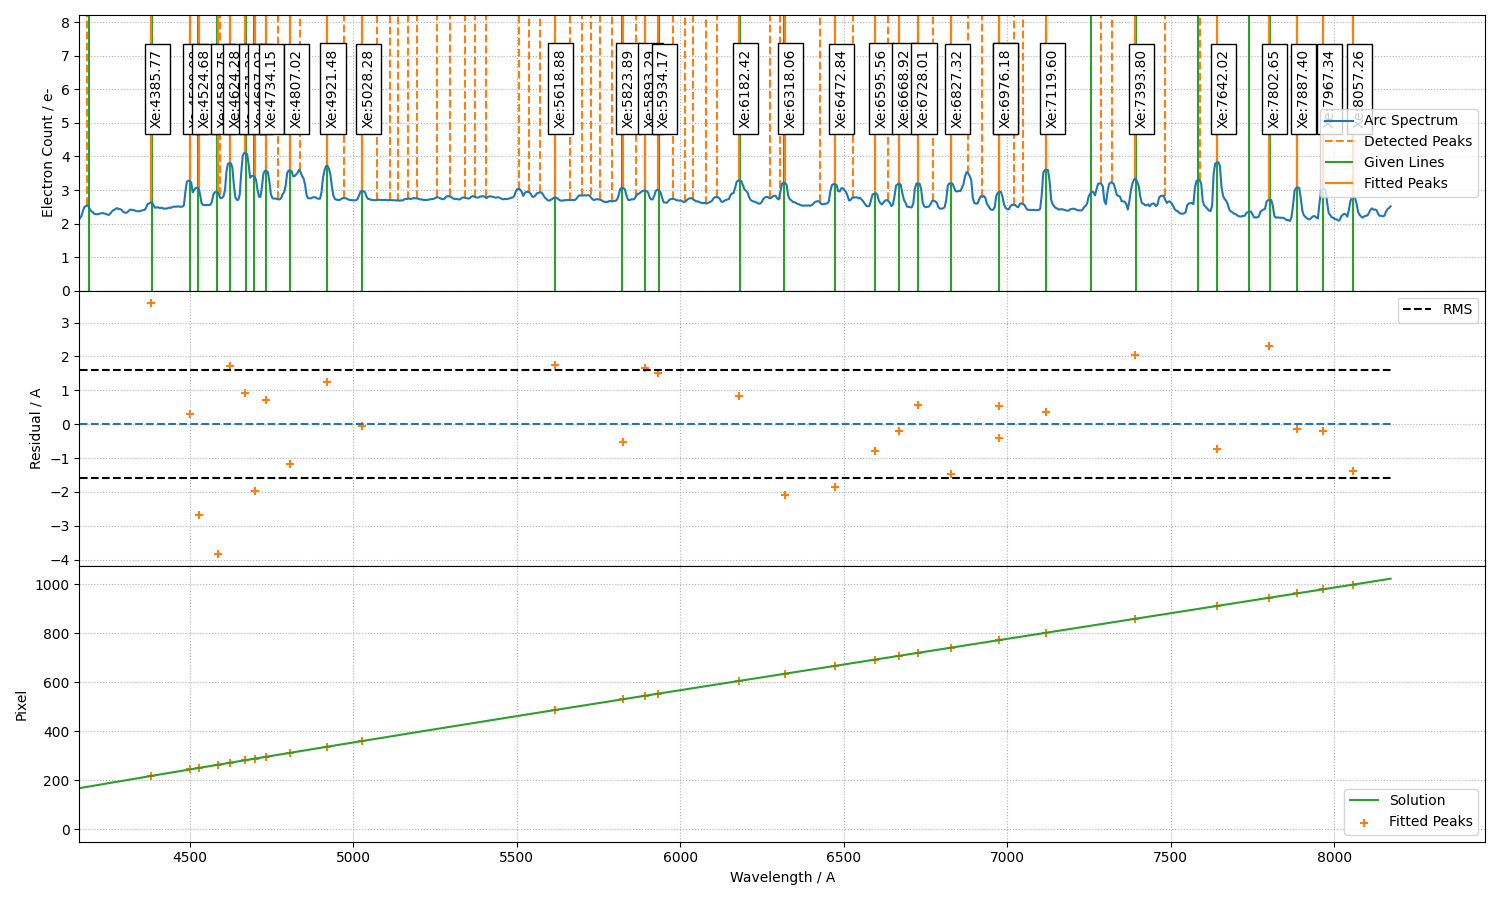 8
7
6
5
4
3
2
1
0
Electron Count / e-
Xe:4385.77
Xe:4524.68
Xe:4582.75
Xe:4624.28
Xe:4734.15
Xe:4807.02
Xe:4921.48
Xe:5028.28
Xe:5618.88
Xe:5823.89
Xe:5893.29
Xe:5934.17
Xe:6182.42
Xe:6318.06
Xe:6472.84
Xe:6595.56
Xe:6668.92
Xe:6728.01
Xe:6827.32
Xe:6976.18
Xe:7119.60
Xe:7393.80
Xe:7642.02
Xe:7802.65
Xe:7887.40
Xe:7967.34
Xe:8057.26
Arc Spectrum
Detected Peaks
Given Lines
Fitted Peaks
3
2
1
0
−1
−2
−3
−4
Residual / A
RMS
1000
800
600
400
200
0
Pixel
Solution
Fitted Peaks
4500 5000 5500 6000 6500 7000 7500 8000
Wavelength / A